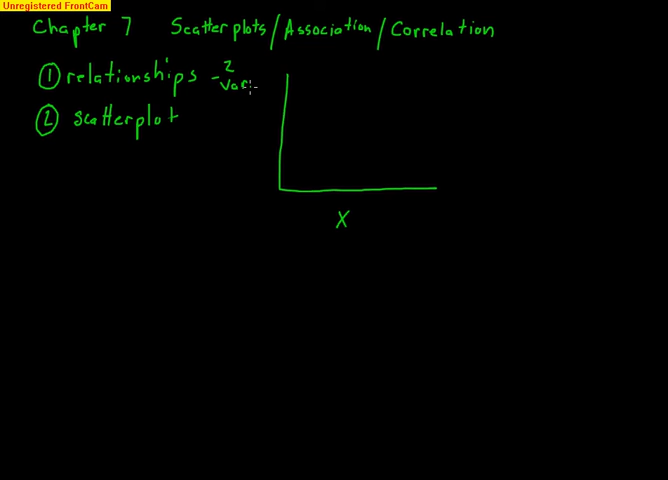 Unregistered FrontCam
Chapter 7 Scatterplots / Association / Correlation
① relationships - 2 var
② scatterplot
X